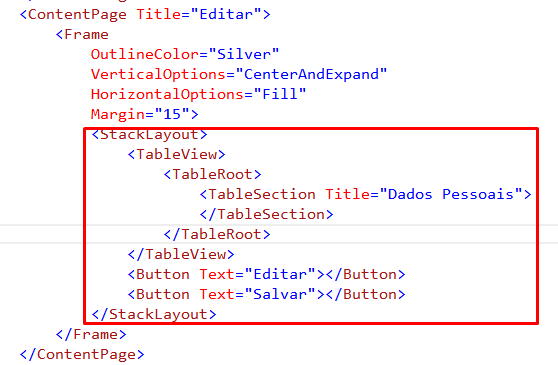 <ContentPage Title="Editar">
<Frame
OutlineColor="Silver"
VerticalOptions="CenterAndExpand"
HorizontalOptions="Fill"
Margin="15">
<StackLayout>
<TableView>
<TableRoot>
<TableSection Title="Dados Pessoais">
</TableSection>
</TableRoot>
</TableView>
<Button Text="Editar"></Button>
<Button Text="Salvar"></Button>
</StackLayout>
</Frame>
</ContentPage>